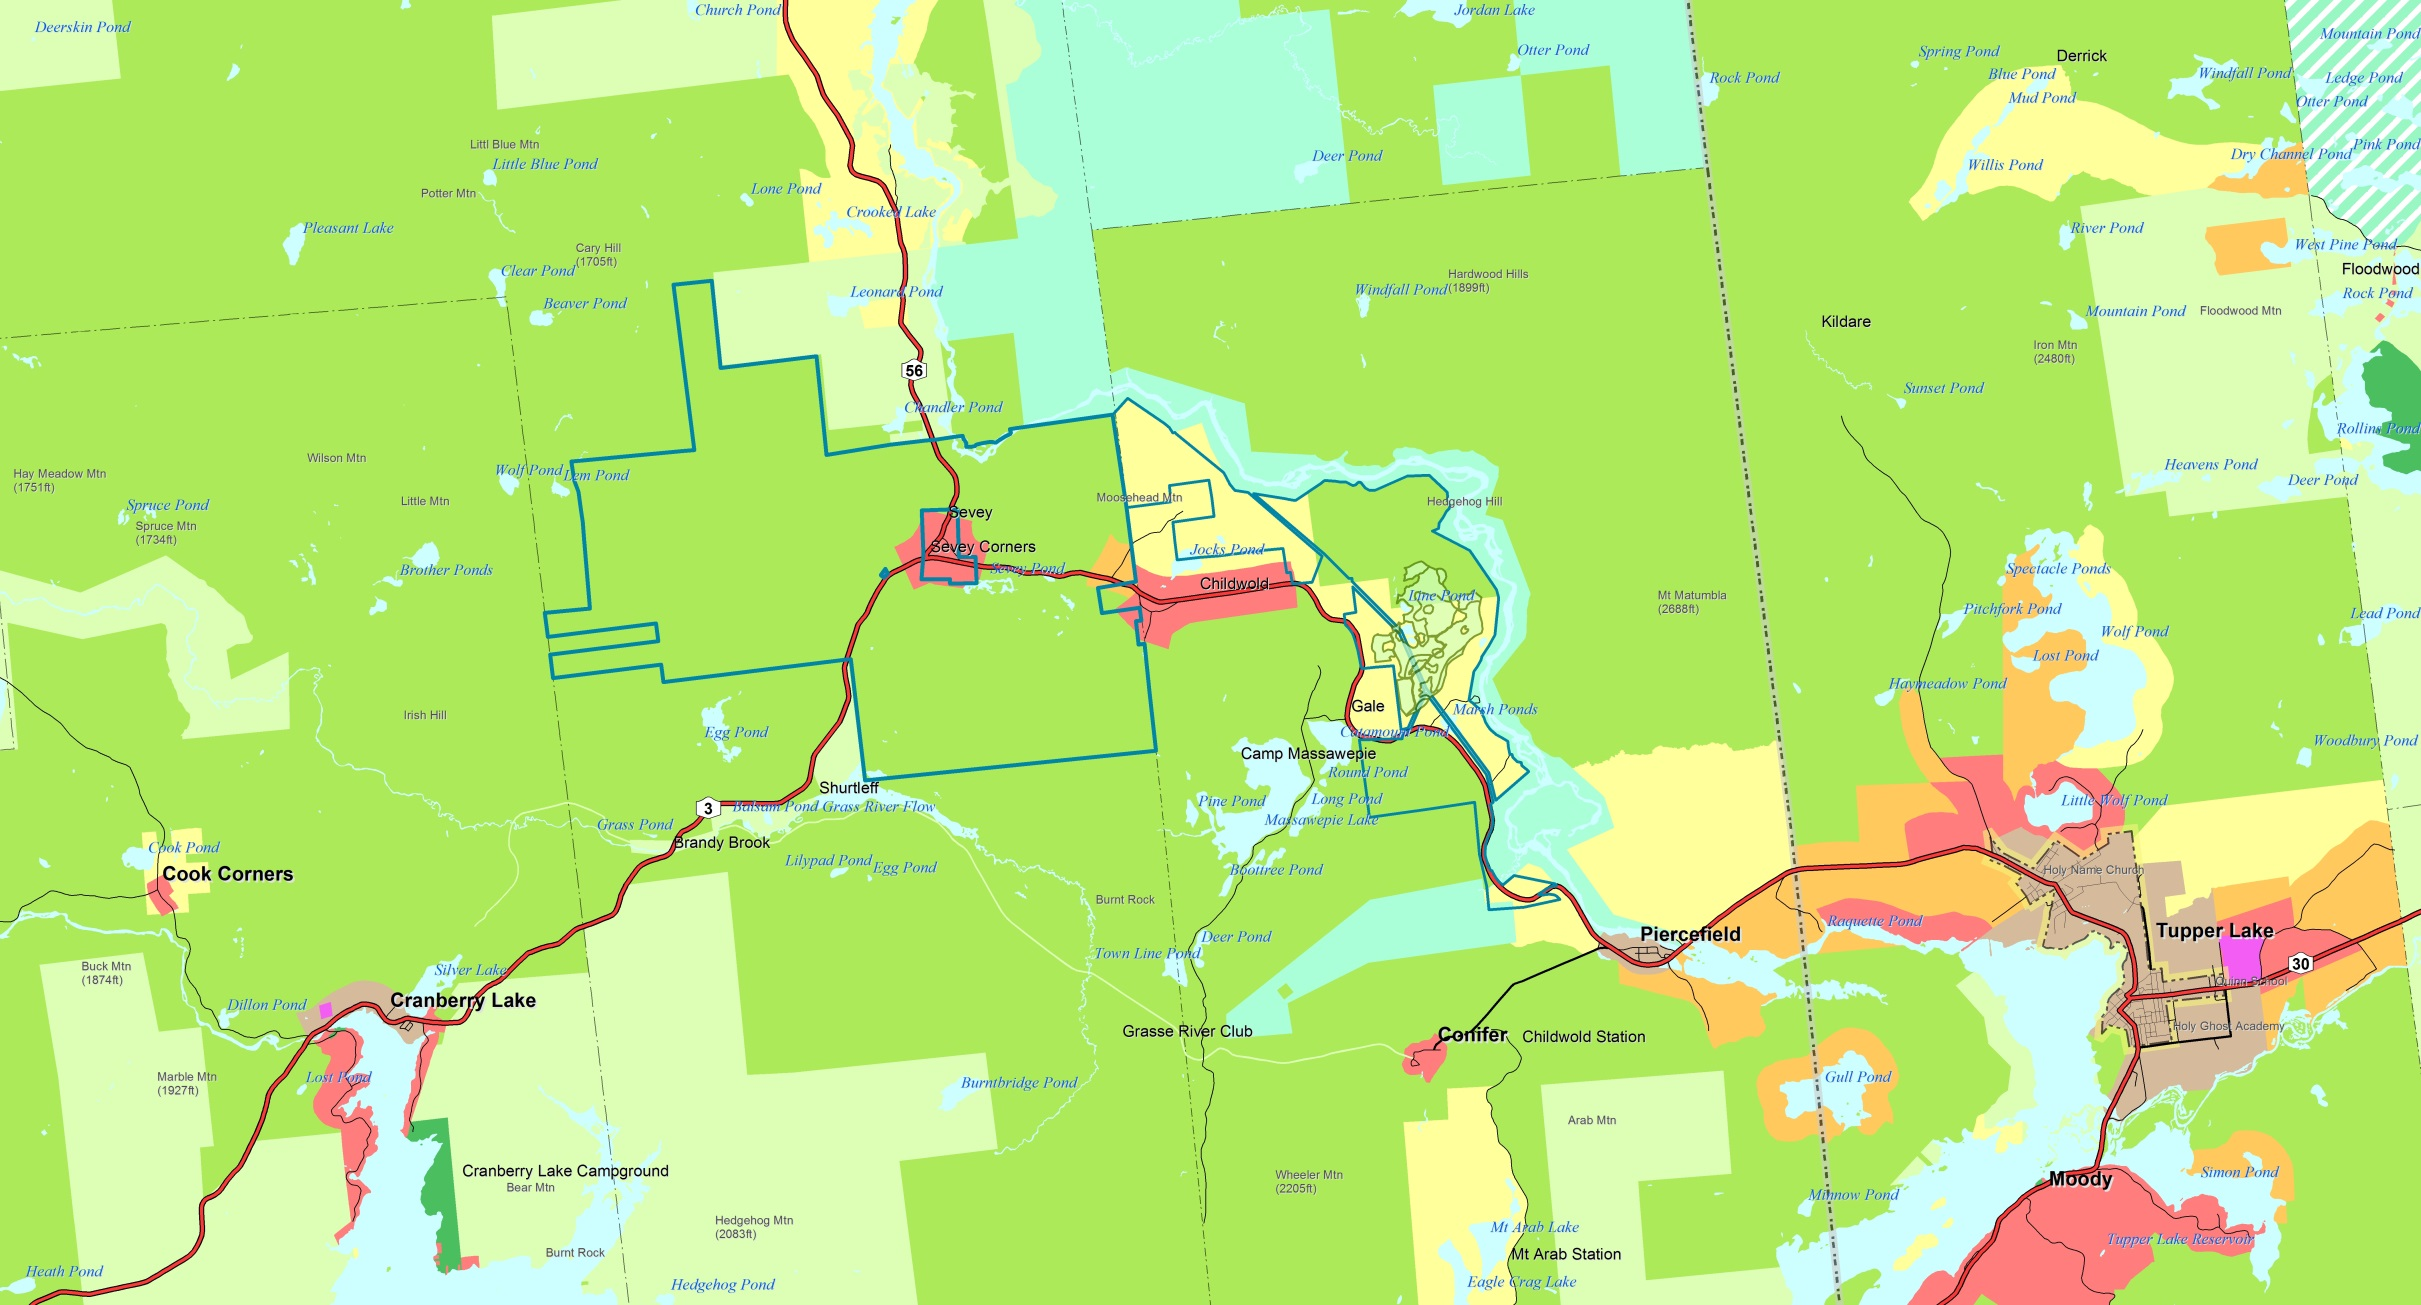 Deerskin Pond
Church Pond
Jordan Lake
Otter Pond
Rock Pond
Spring Pond
Derrick
Blue Pond
Mud Pond
Windfall Pond
Mountain Pond
Ledge Pond
Otter Pond
Littl Blue Mtn
Little Blue Pond
Potter Mtn
Lone Pond
Deer Pond
Willis Pond
Dry Channel Pond
Pink Pond
Pleasant Lake
Crooked Lake
River Pond
West Pine Pond
Cary Hill
(1705ft)
Clear Pond
Beaver Pond
Leonard Pond
Windfall Pond
Hardwood Hills
(1899ft)
Floodwood
Rock Pond
Kildare
Mountain Pond
Floodwood Mtn
Iron Mtn
(2480ft)
56
Sunset Pond
Chandler Pond
Rollins Pond
Wilson Mtn
Hay Meadow Mtn
(1751ft)
Wolf Pond
Lem Pond
Heavens Pond
Deer Pond
Moosehead Mtn
Hedgehog Hill
Little Mtn
Spruce Pond
Spruce Mtn
(1734ft)
Sevey
Sevey Corners
Jocks Pond
Brother Ponds
Sevey Pond
Childwold
Line Pond
Mt Matumbla
(2688ft)
Spectacle Ponds
Pitchfork Pond
Lead Pond
Wolf Pond
Lost Pond
Haymeadow Pond
Irish Hill
Egg Pond
Gale
Marsh Ponds
Catamount Pond
Woodbury Pond
Camp Massawepie
Round Pond
Shurtleff
3
Balsam Pond
Grass River Flow
Pine Pond
Long Pond
Little Wolf Pond
Massawepie Lake
Grass Pond
Brandy Brook
Cook Pond
Cook Corners
Lilypad Pond
Egg Pond
Boottree Pond
Holy Name Church
Burnt Rock
Raquette Pond
Piercefield
Tupper Lake
Deer Pond
Town Line Pond
30
Buck Mtn
(1874ft)
Silver Lake
Dillon Pond
Cranberry Lake
Quinn School
Grasse River Club
Conifer
Childwold Station
Holy Ghost Academy
Marble Mtn
(1927ft)
Lost Pond
Burntbridge Pond
Gull Pond
Arab Mtn
Cranberry Lake Campground
Bear Mtn
Wheeler Mtn
(2205ft)
Moody
Simon Pond
Minnow Pond
Hedgehog Mtn
(2083ft)
Mt Arab Lake
Tupper Lake Reservoir
Burnt Rock
Mt Arab Station
Heath Pond
Hedgehog Pond
Eagle Crag Lake